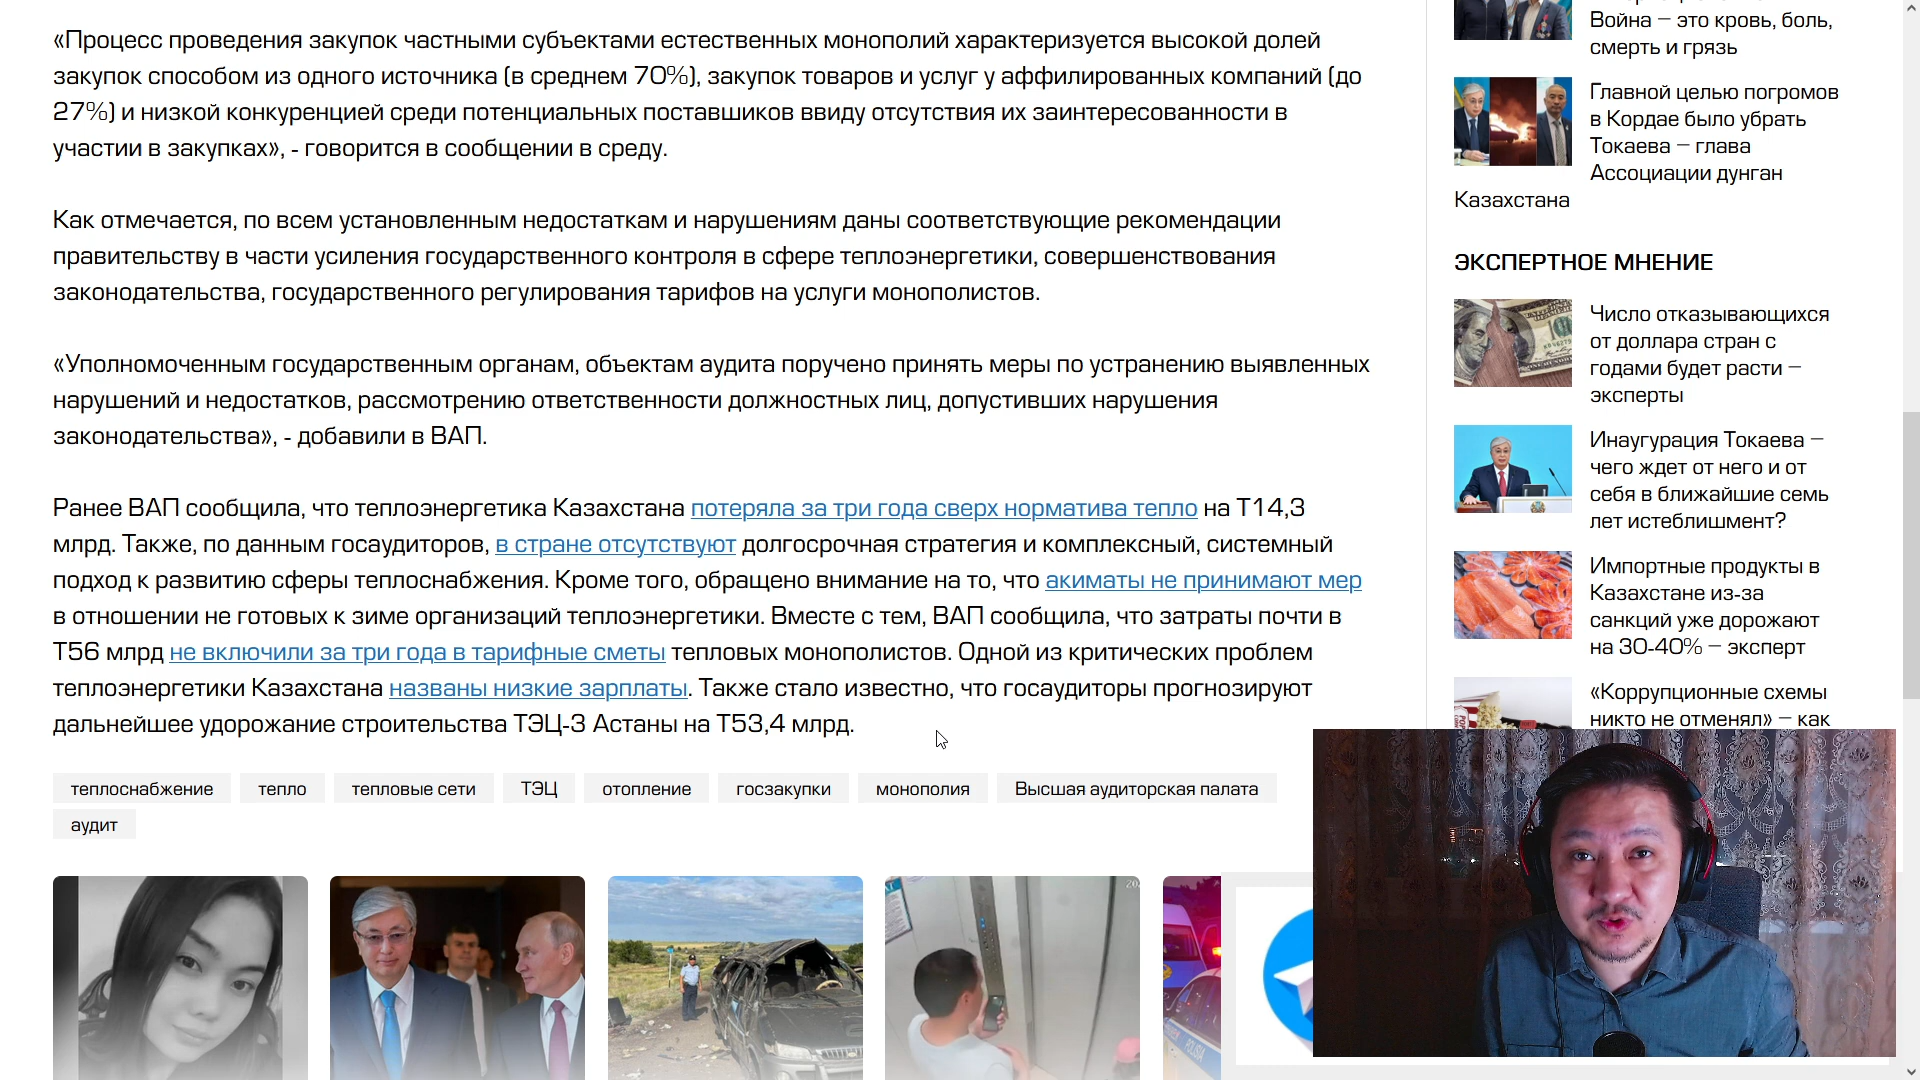 «Процесс проведения закупок частными субъектами естественных монополий характеризуется высокой долей
закупок способом из одного источника (в среднем 70%), закупок товаров и услуг у аффилированных компаний (до
27%) и низкой конкуренцией среди потенциальных поставщиков ввиду отсутствия их заинтересованности в
участии в закупках», - говорится в сообщении в среду.
Как отмечается, по всем установленным недостаткам и нарушениям даны соответствующие рекомендации
правительству в части усиления государственного контроля в сфере теплоэнергетики, совершенствования
законодательства, государственного регулирования тарифов на услуги монополистов.
«Уполномоченным государственным органам, объектам аудита поручено принять меры по устранению выявленных
нарушений и недостатков, рассмотрению ответственности должностных лиц, допустивших нарушения
законодательства», - добавили в ВАП.
Ранее ВАП сообщила, что теплоэнергетика Казахстана потеряла за три года сверх норматива тепло на Т14,3
млрд. Также, по данным госаудиторов, в стране отсутствуют долгосрочная стратегия и комплексный, системный
подход к развитию сферы теплоснабжения. Кроме того, обращено внимание на то, что акиматы не принимают мер
в отношении не готовых к зиме организаций теплоэнергетики. Вместе с тем, ВАП сообщила, что затраты почти в
Т56 млрд не включили за три года в тарифные сметы тепловых монополистов. Одной из критических проблем
теплоэнергетики Казахстана названы низкие зарплаты. Также стало известно, что госаудиторы прогнозируют
дальнейшее удорожание строительства ТЭЦ-3 Астаны на Т53,4 млрд.
теплоснабжение тепло тепловые сети ТЭЦ отопление госзакупки монополия Высшая аудиторская палата
аудит
Война — это кровь, боль,
смерть и грязь
Главной целью погромов
в Кордае было убрать
Токаева — глава
Ассоциации дунган
Казахстана
ЭКСПЕРТНОЕ МНЕНИЕ
Число отказывающихся
от доллара стран с
годами будет расти —
эксперты
Инаугурация Токаева —
чего ждет от него и от
себя в ближайшие семь
лет истеблишмент?
Импортные продукты в
Казахстане из-за
санкций уже дорожают
на 30-40% — эксперт
«Коррупционные схемы
никто не отменял» — как